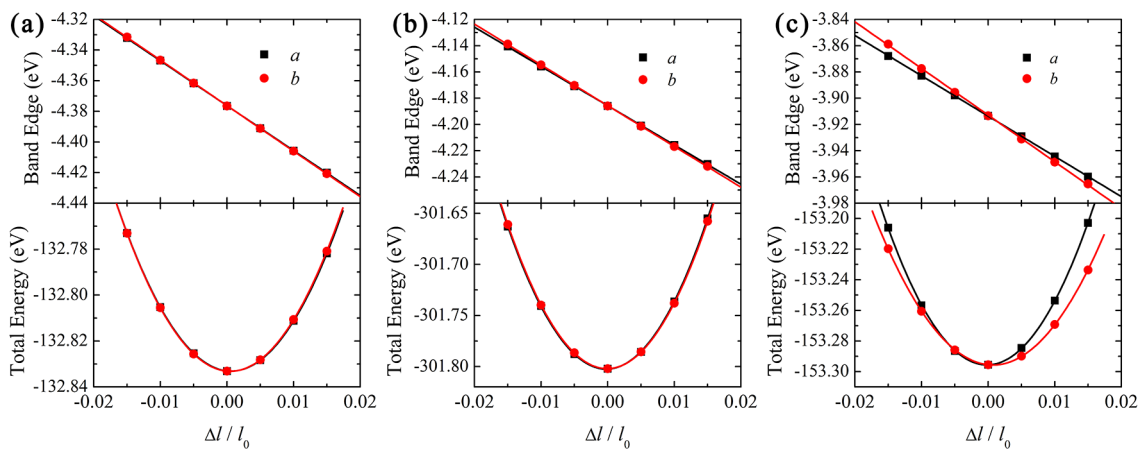 (a)
-4.32
-4.34
-4.36
-4.38
-4.40
-4.42
-4.44
Band Edge (eV)
a
b
-132.78
-132.80
-132.82
-132.84
Total Energy (eV)
-0.02 -0.01 0.00 0.01 0.02
Δl / l0
(b)
-4.12
-4.14
-4.16
-4.18
-4.20
-4.22
-4.24
Band Edge (eV)
a
b
-301.65
-301.70
-301.75
-301.80
Total Energy (eV)
-0.02 -0.01 0.00 0.01 0.02
Δl / l0
(c)
-3.84
-3.86
-3.88
-3.90
-3.92
-3.94
-3.96
-3.98
Band Edge (eV)
a
b
-153.20
-153.22
-153.24
-153.26
-153.28
-153.30
Total Energy (eV)
-0.02 -0.01 0.00 0.01 0.02
Δl / l0